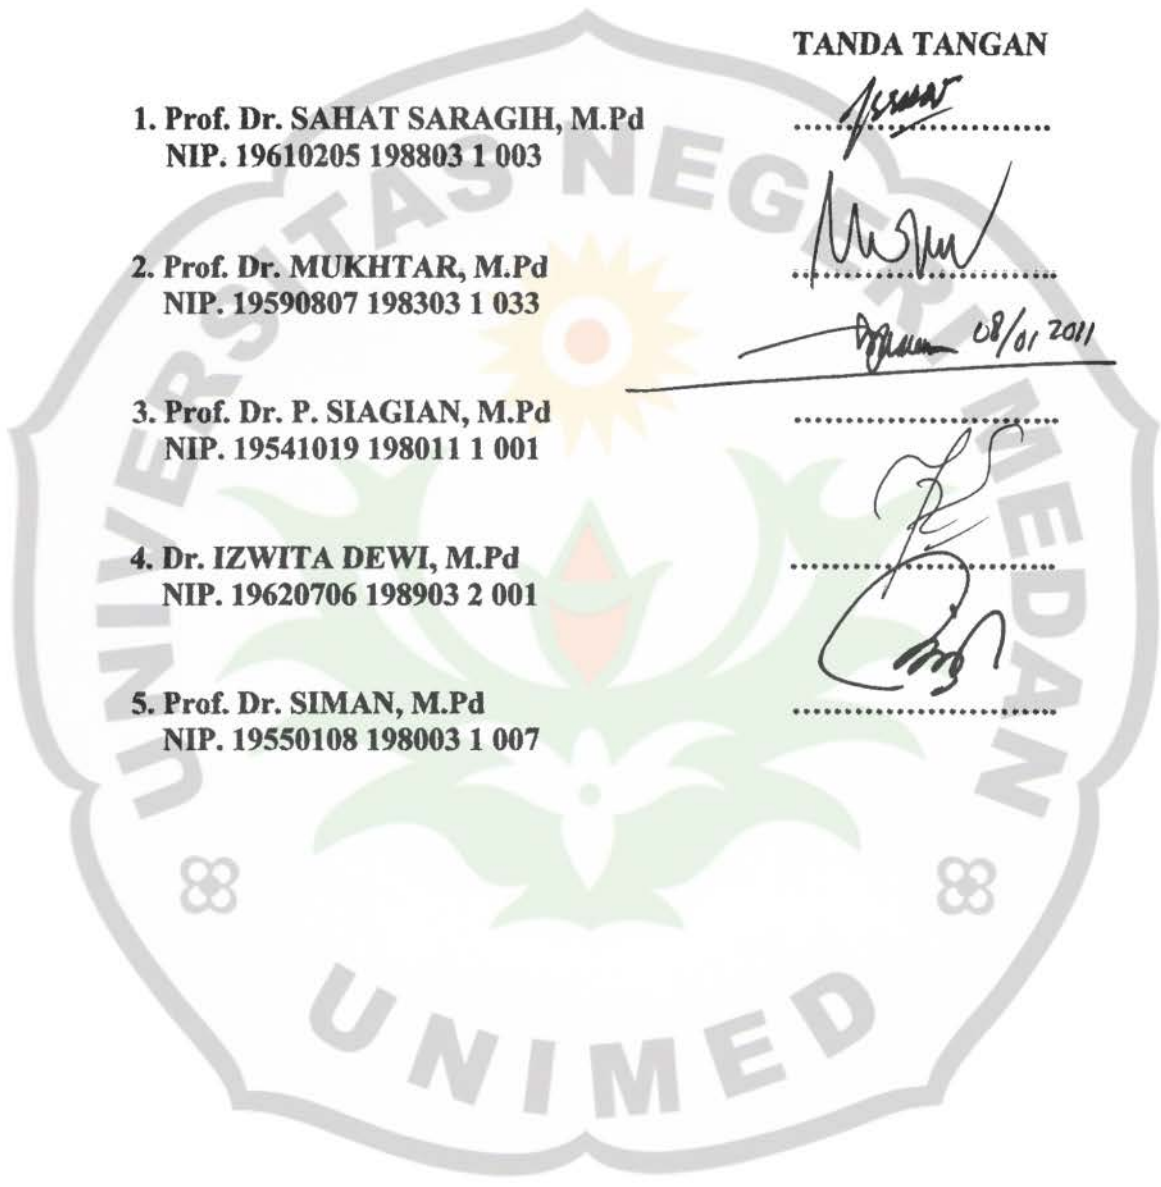 TANDA TANGAN
1. Prof. Dr. SAHAT SARAGIH, M.Pd ..........................
NIP. 19610205 198803 1 003
2. Prof. Dr. MUKHTAR, M.Pd ..........................
NIP. 19590807 198303 1 033
08/01 2011
3. Prof. Dr. P. SIAGIAN, M.Pd ..........................
NIP. 19541019 198011 1 001
4. Dr. IZWITA DEWI, M.Pd ..........................
NIP. 19620706 198903 2 001
5. Prof. Dr. SIMAN, M.Pd ..........................
NIP. 19550108 198003 1 007
UNIVERSITAS NEGERI MEDAN
UNIMED